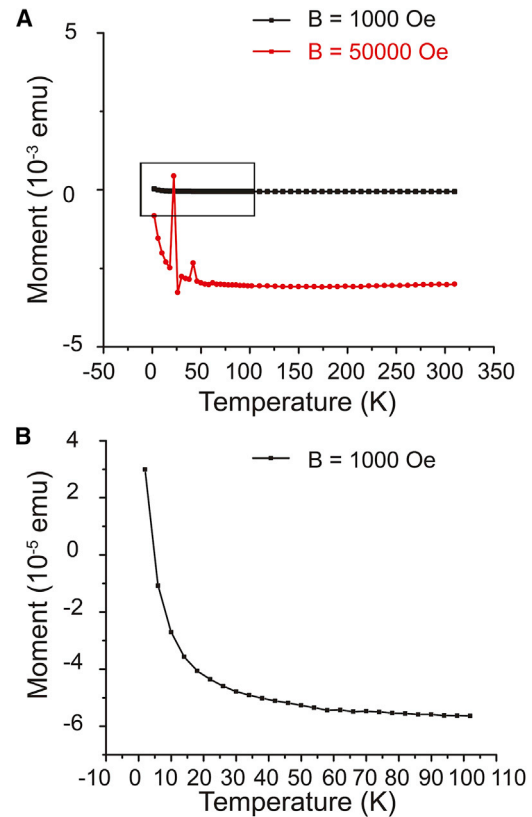 A
B = 1000 Oe
B = 50000 Oe
5
0
-5
Moment (10⁻³ emu)
-50 0 50 100 150 200 250 300 350
Temperature (K)
B
B = 1000 Oe
4
2
0
-2
-4
-6
Moment (10⁻⁵ emu)
-10 0 10 20 30 40 50 60 70 80 90 100 110
Temperature (K)